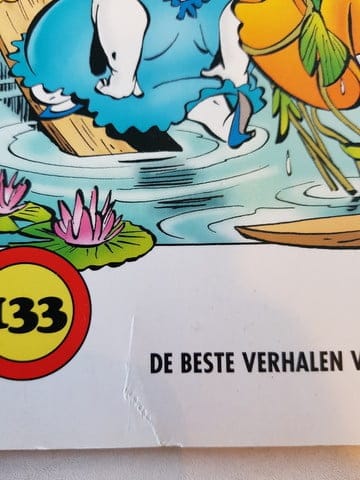 133
DE BESTE VERHALEN V